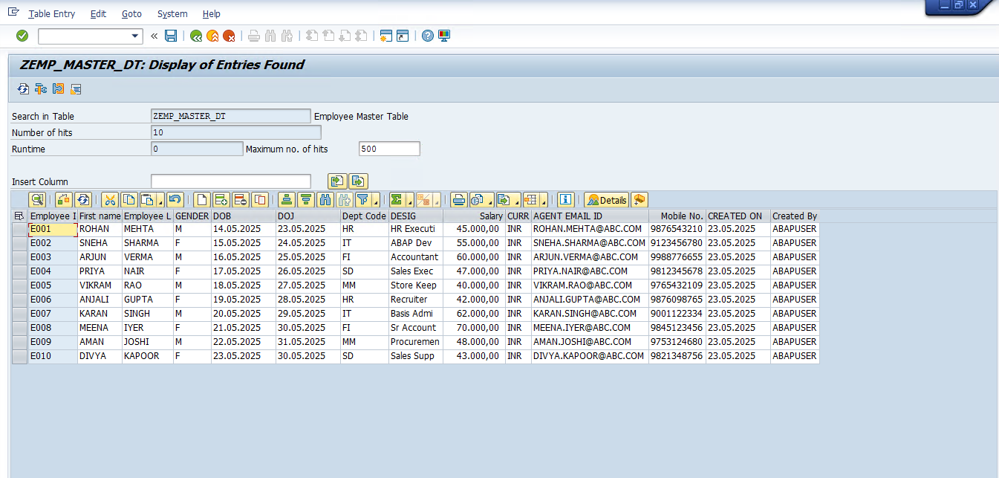 Table Entry Edit Goto System Help
ZEMP_MASTER_DT: Display of Entries Found
Search in Table ZEMP_MASTER_DT Employee Master Table
Number of hits 10
Runtime 0 Maximum no. of hits 500
Insert Column
Details
Employee I First name Employee L GENDER DOB DOJ Dept Code DESIG Salary CURR AGENT EMAIL ID Mobile No. CREATED ON Created By
E001 ROHAN MEHTA M 14.05.2025 23.05.2025 HR HR Executi 45.000,00 INR ROHAN.MEHTA@ABC.COM 9876543210 23.05.2025 ABAPUSER
E002 SNEHA SHARMA F 15.05.2025 24.05.2025 IT ABAP Dev 55.000,00 INR SNEHA.SHARMA@ABC.COM 9123456780 23.05.2025 ABAPUSER
E003 ARJUN VERMA M 16.05.2025 25.05.2025 FI Accountant 60.000,00 INR ARJUN.VERMA@ABC.COM 9988776655 23.05.2025 ABAPUSER
E004 PRIYA NAIR F 17.05.2025 26.05.2025 SD Sales Exec 47.000,00 INR PRIYA.NAIR@ABC.COM 9812345678 23.05.2025 ABAPUSER
E005 VIKRAM RAO M 18.05.2025 27.05.2025 MM Store Keep 40.000,00 INR VIKRAM.RAO@ABC.COM 9765432109 23.05.2025 ABAPUSER
E006 ANJALI GUPTA F 19.05.2025 28.05.2025 HR Recruiter 42.000,00 INR ANJALI.GUPTA@ABC.COM 9876098765 23.05.2025 ABAPUSER
E007 KARAN SINGH M 20.05.2025 29.05.2025 IT Basis Admi 62.000,00 INR KARAN.SINGH@ABC.COM 9001122334 23.05.2025 ABAPUSER
E008 MEENA IYER F 21.05.2025 30.05.2025 FI Sr Account 70.000,00 INR MEENA.IYER@ABC.COM 9845123456 23.05.2025 ABAPUSER
E009 AMAN JOSHI M 22.05.2025 31.05.2025 MM Procuremen 48.000,00 INR AMAN.JOSHI@ABC.COM 9753124680 23.05.2025 ABAPUSER
E010 DIVYA KAPOOR F 23.05.2025 30.05.2025 SD Sales Supp 43.000,00 INR DIVYA.KAPOOR@ABC.COM 9821348756 23.05.2025 ABAPUSER